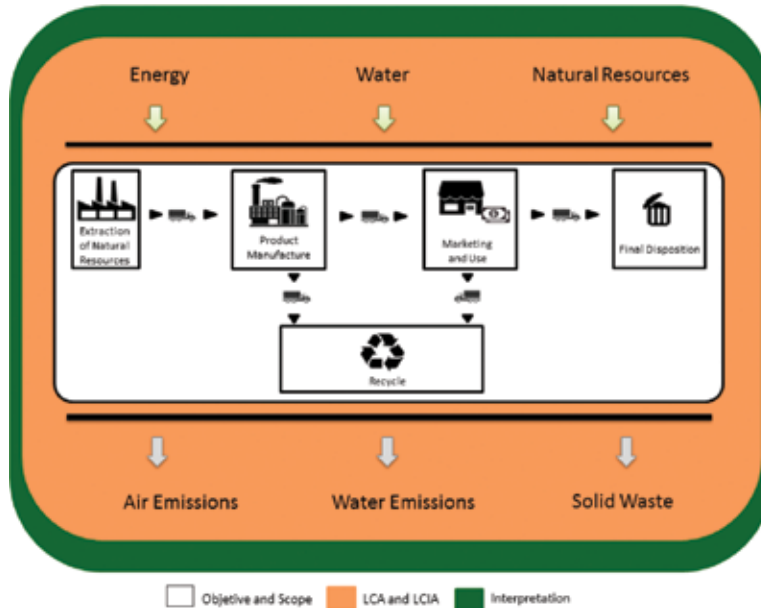 Energy
Water
Natural Resources
Extraction
of Natural
Resources
Product
Manufacture
Marketing
and Use
Final Disposition
Recycle
Air Emissions
Water Emissions
Solid Waste
Objetive and Scope
LCA and LCIA
Interpretation